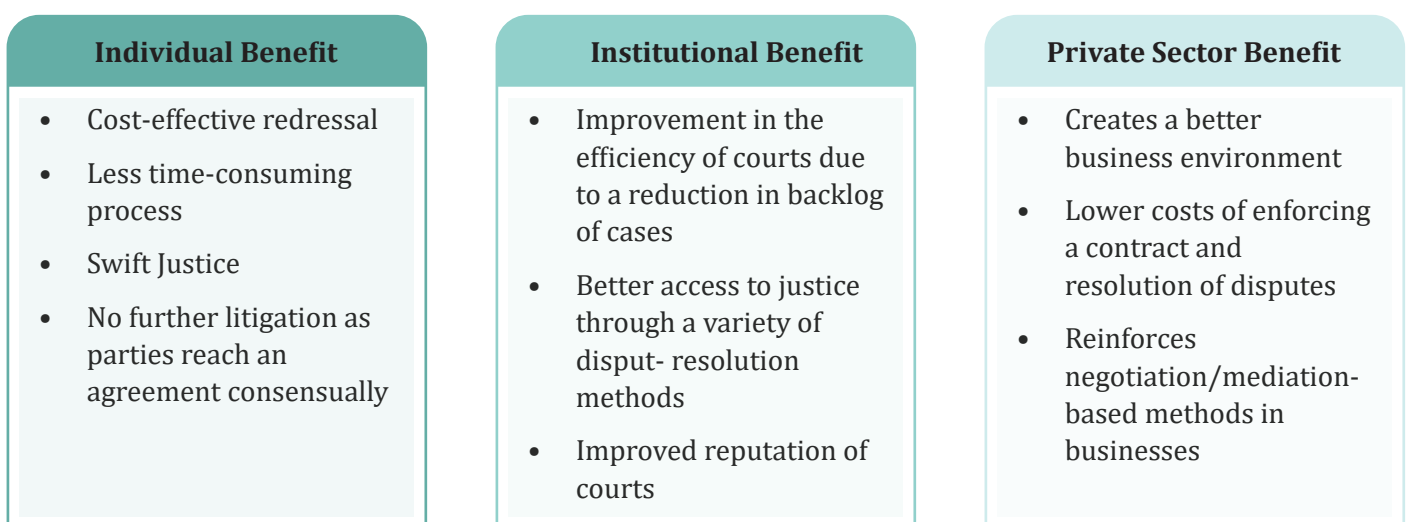 Individual Benefit
• Cost-effective redressal
• Less time-consuming
process
• Swift Justice
• No further litigation as
parties reach an
agreement consensually
Institutional Benefit
• Improvement in the
efficiency of courts due
to a reduction in backlog
of cases
• Better access to justice
through a variety of
disput- resolution
methods
• Improved reputation of
courts
Private Sector Benefit
• Creates a better
business environment
• Lower costs of enforcing
a contract and
resolution of disputes
• Reinforces
negotiation/mediation-
based methods in
businesses